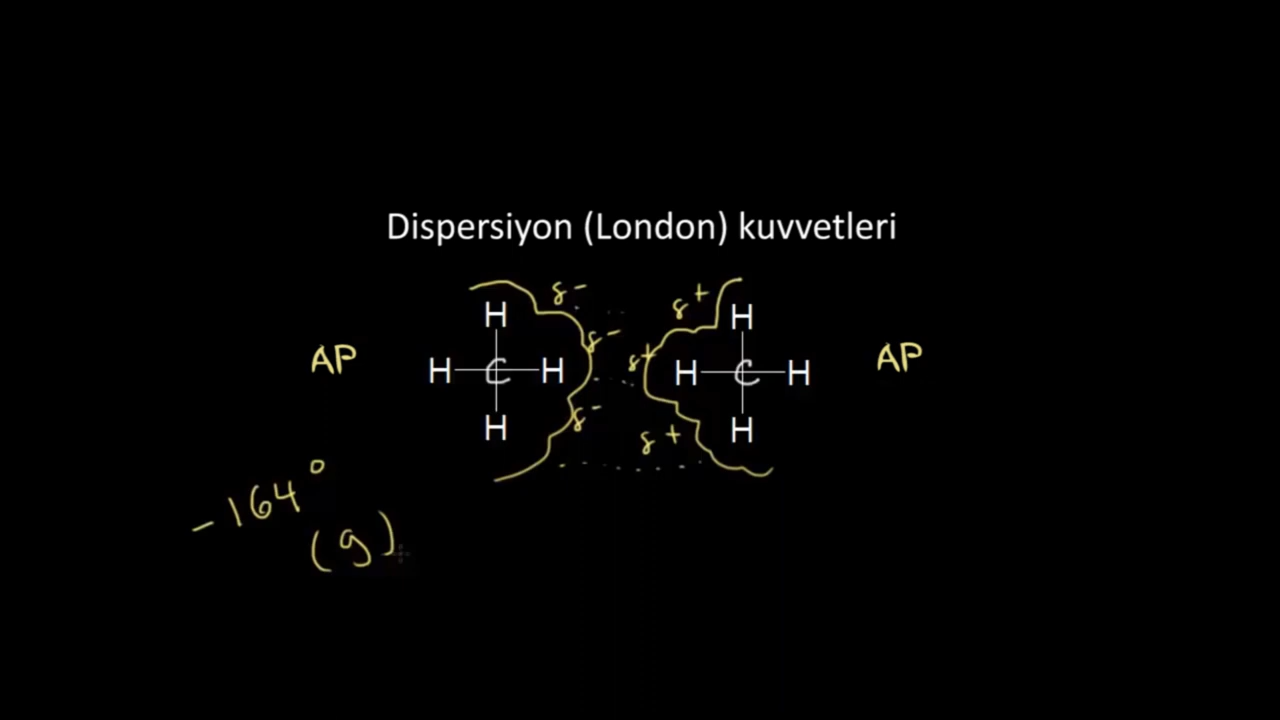 Dispersiyon (London) kuvvetleri
δ- δ+
H H
δ- δ+
AP H C H H C H AP
δ- δ+
H H
-164°
(g)